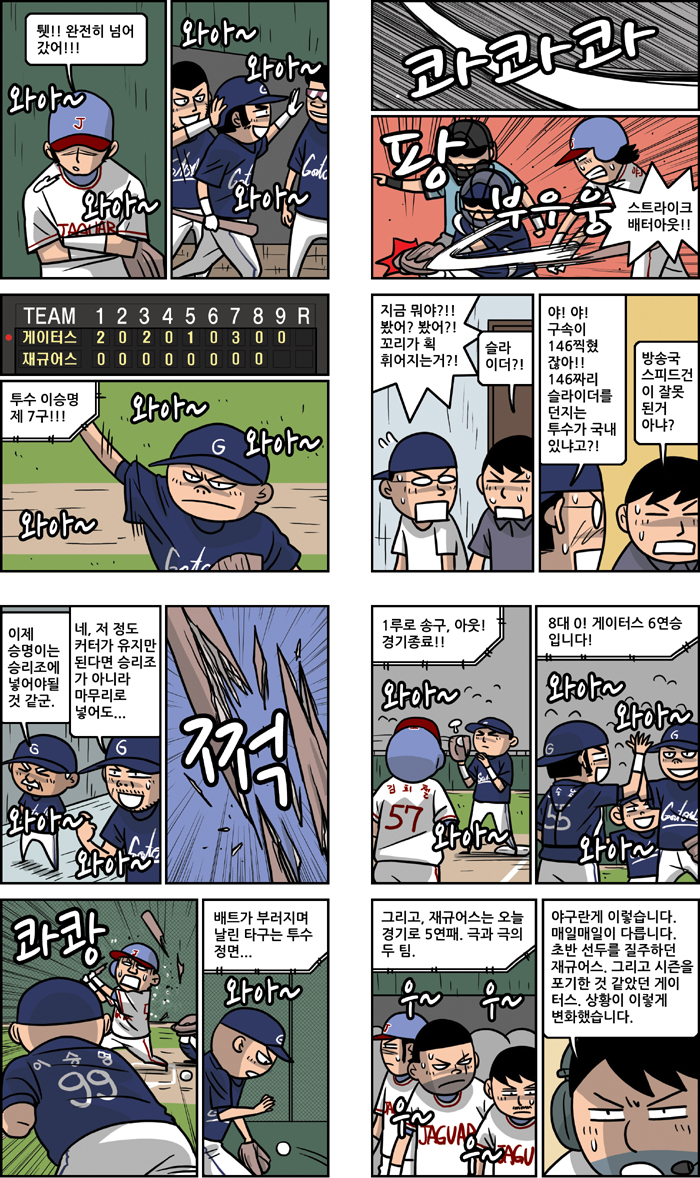 퉷!! 완전히 넘어
갔어!!!
와아~
J
와아~
JAGUAR
와아~
와아~
G
와아~
TEAM 1 2 3 4 5 6 7 8 9 R
게이터스 2 0 2 0 1 0 3 0 0
재규어스 0 0 0 0 0 0 0 0
투수 이승명
제 7구!!!
와아~
와아~
G
와아~
콰콰콰
팡
부유웅
스트라이크
배터아웃!!
지금 뭐야?!!
봤어? 봤어?!
꼬리가 획
휘어지는거?!
슬라
이더?!
야! 야!
구속이
146찍혔
잖아!!
146짜리
슬라이더를
던지는
투수가 국내
있냐고?!
방송국
스피드건
이 잘못
된거
아냐?
이제
승명이는
승리조에
넣어야될
것 같군.
네, 저 정도
커터가 유지만
된다면 승리조
가 아니라
마무리로
넣어도...
G
G
와아~
와아~
쩍
콰캉
이승명
99
배트가 부러지며
날린 타구는 투수
정면...
와아~
G
1루로 송구, 아웃!
경기종료!!
와아~
57
와아~
8대 0! 게이터스 6연승
입니다!
와아~
와아~
G
G
55
와아~
그리고, 재규어스는 오늘
경기로 5연패. 극과 극의
두 팀.
우~
우~
J
우~
JAGUAR
우~
야구란게 이렇습니다.
매일매일이 다릅니다.
초반 선두를 질주하던
재규어스. 그리고 시즌을
포기한 것 같았던 게이
터스. 상황이 이렇게
변화했습니다.